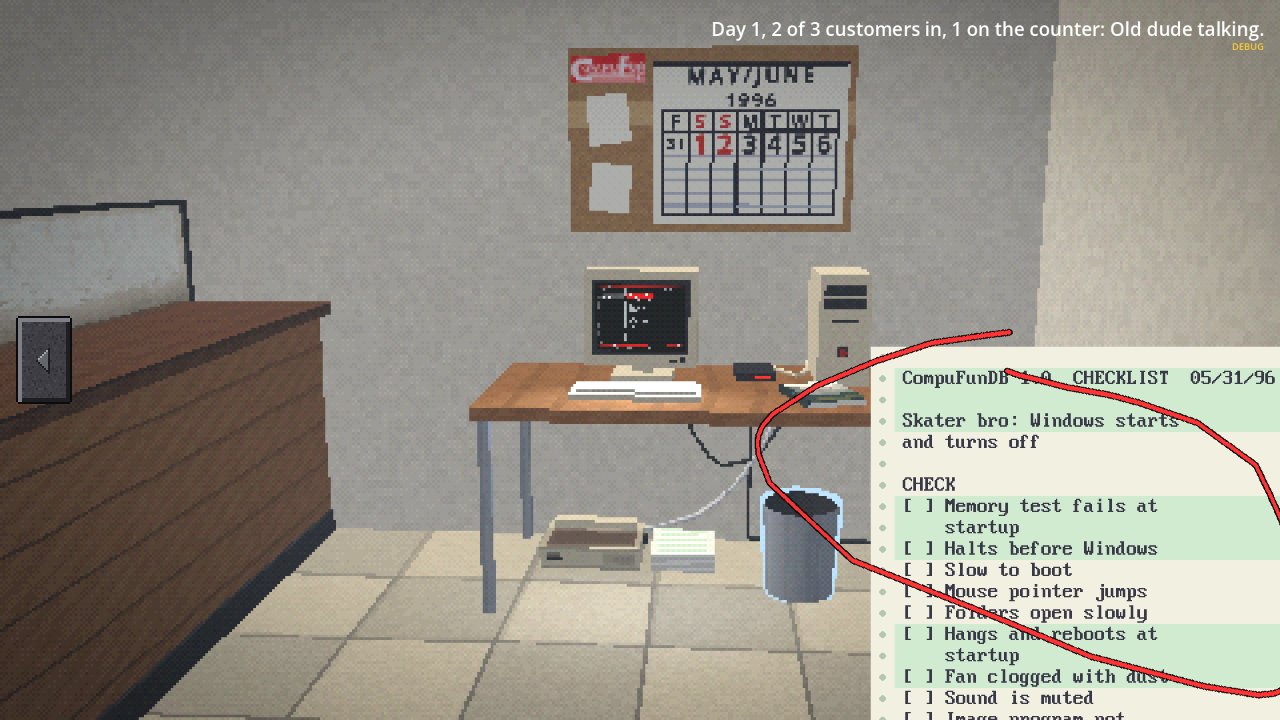 Day 1, 2 of 3 customers in, 1 on the counter: Old dude talking.
DEBUG
MAY/JUNE
1996
F S S M T W T
31 1 2 3 4 5 6
CompuFunDB 1.0 CHECKLIST 05/31/96
Skater bro: Windows starts
and turns off
CHECK
[ ] Memory test fails at
startup
[ ] Halts before Windows
[ ] Slow to boot
[ ] Mouse pointer jumps
[ ] Folders open slowly
[ ] Hangs and reboots at
startup
[ ] Fan clogged with dust
[ ] Sound is muted
[ ] Image program not